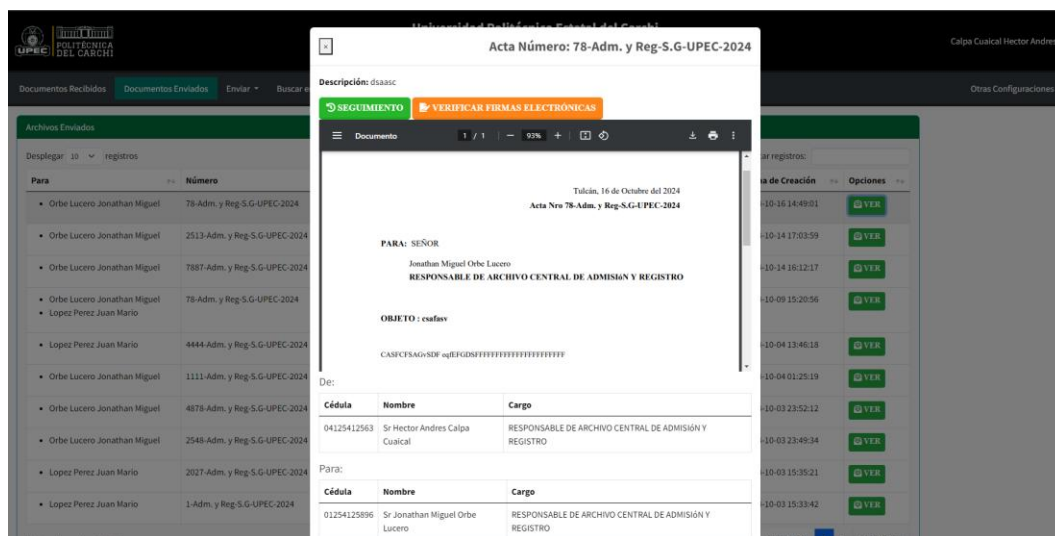 Universidad Politécnica Estatal del Carchi
UPEC
POLITÉCNICA
DEL CARCHI
Calpa Cuaical Hector Andres
Documentos Recibidos
Documentos Enviados
Enviar
Buscar
Otras Configuraciones
×
Acta Número: 78-Adm. y Reg-S.G-UPEC-2024
Descripción: dsaasc
SEGUIMIENTO
VERIFICAR FIRMAS ELECTRÓNICAS
Documento
1 / 1
93%
Tulcán, 16 de Octubre del 2024
Acta Nro 78-Adm. y Reg-S.G-UPEC-2024
PARA: SEÑOR
Jonathan Miguel Orbe Lucero
RESPONSABLE DE ARCHIVO CENTRAL DE ADMISIóN Y REGISTRO
OBJETO : csafasv
De:
Cédula Nombre Cargo
04125412563 Sr Hector Andres Calpa RESPONSABLE DE ARCHIVO CENTRAL DE ADMISIóN Y
Cuaical REGISTRO
Para:
Cédula Nombre Cargo
01254125896 Sr Jonathan Miguel Orbe RESPONSABLE DE ARCHIVO CENTRAL DE ADMISIóN Y
Lucero REGISTRO
Archivos Enviados
Desplegar 10 registros
ar registros:
Para Número a de Creación Opciones
Orbe Lucero Jonathan Miguel 78-Adm. y Reg-S.G-UPEC-2024 -10-16 14:49:01 VER
Orbe Lucero Jonathan Miguel 2513-Adm. y Reg-S.G-UPEC-2024 -10-14 17:03:59 VER
Orbe Lucero Jonathan Miguel 7887-Adm. y Reg-S.G-UPEC-2024 -10-14 16:12:17 VER
Orbe Lucero Jonathan Miguel 78-Adm. y Reg-S.G-UPEC-2024 -10-09 15:20:56 VER
Lopez Perez Juan Mario
Lopez Perez Juan Mario 4444-Adm. y Reg-S.G-UPEC-2024 -10-04 13:46:18 VER
Orbe Lucero Jonathan Miguel 1111-Adm. y Reg-S.G-UPEC-2024 -10-04 01:25:19 VER
Orbe Lucero Jonathan Miguel 4878-Adm. y Reg-S.G-UPEC-2024 -10-03 23:52:12 VER
Orbe Lucero Jonathan Miguel 2548-Adm. y Reg-S.G-UPEC-2024 -10-03 23:49:34 VER
Lopez Perez Juan Mario 2027-Adm. y Reg-S.G-UPEC-2024 -10-03 15:35:21 VER
Lopez Perez Juan Mario 1-Adm. y Reg-S.G-UPEC-2024 -10-03 15:33:42 VER